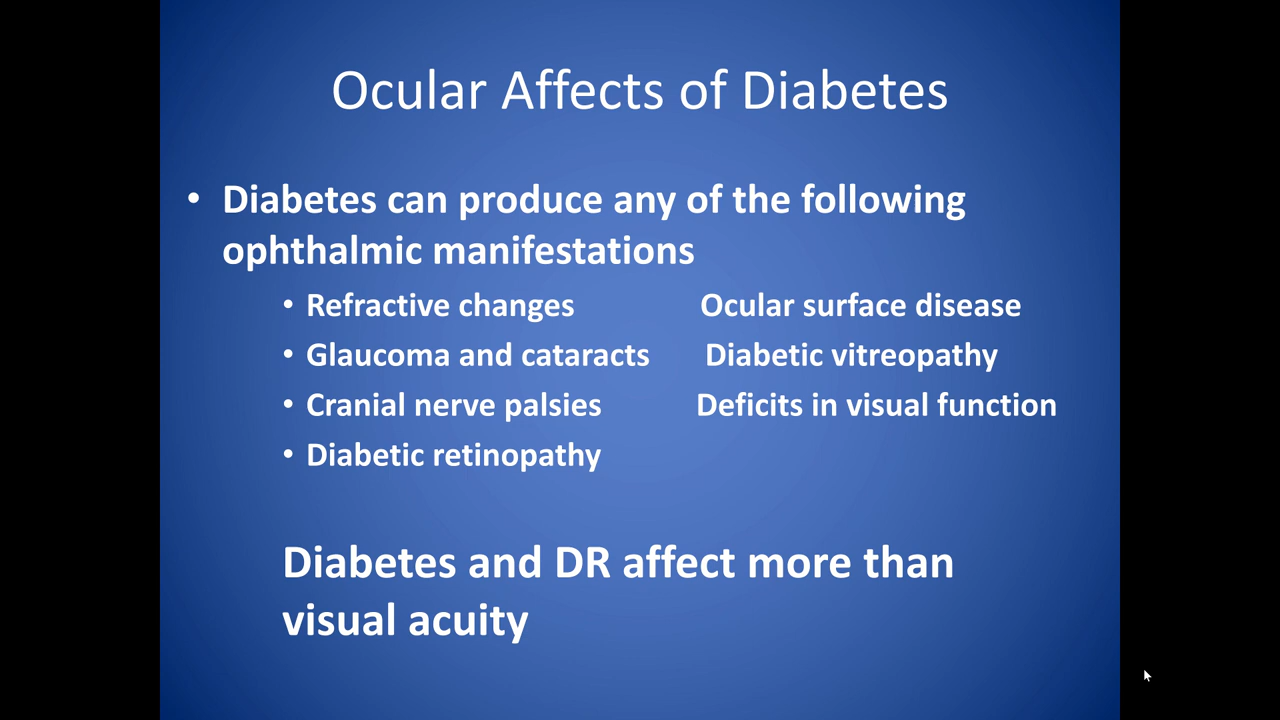 Ocular Affects of Diabetes
• Diabetes can produce any of the following
ophthalmic manifestations
• Refractive changes Ocular surface disease
• Glaucoma and cataracts Diabetic vitreopathy
• Cranial nerve palsies Deficits in visual function
• Diabetic retinopathy
Diabetes and DR affect more than
visual acuity